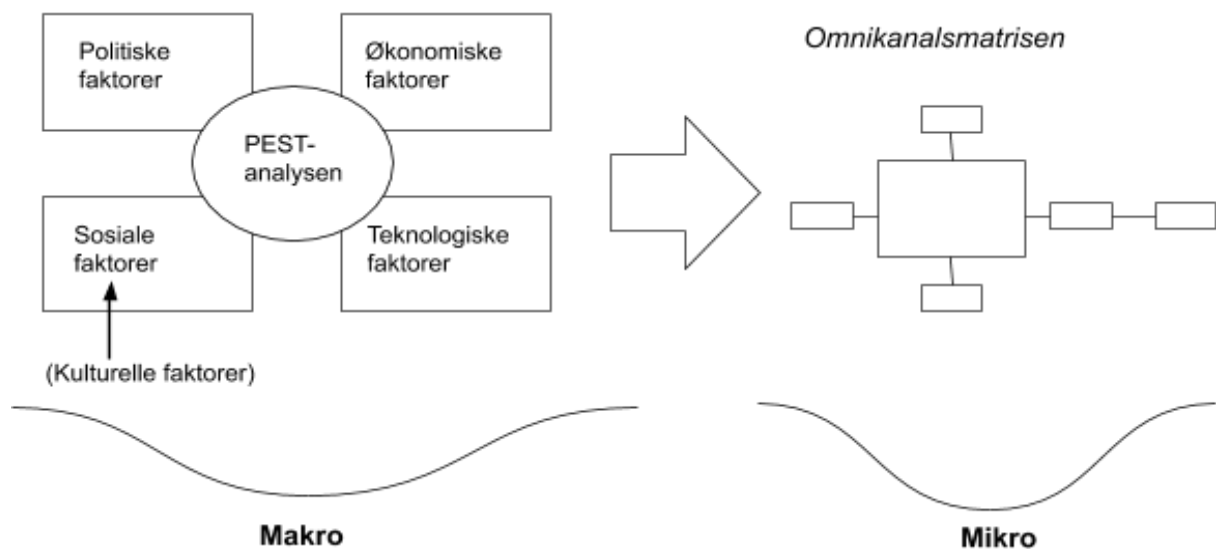 Politiske
faktorer
Økonomiske
faktorer
PEST-
analysen
Sosiale
faktorer
Teknologiske
faktorer
(Kulturelle faktorer)
Makro
Omnikanalsmatrisen
Mikro